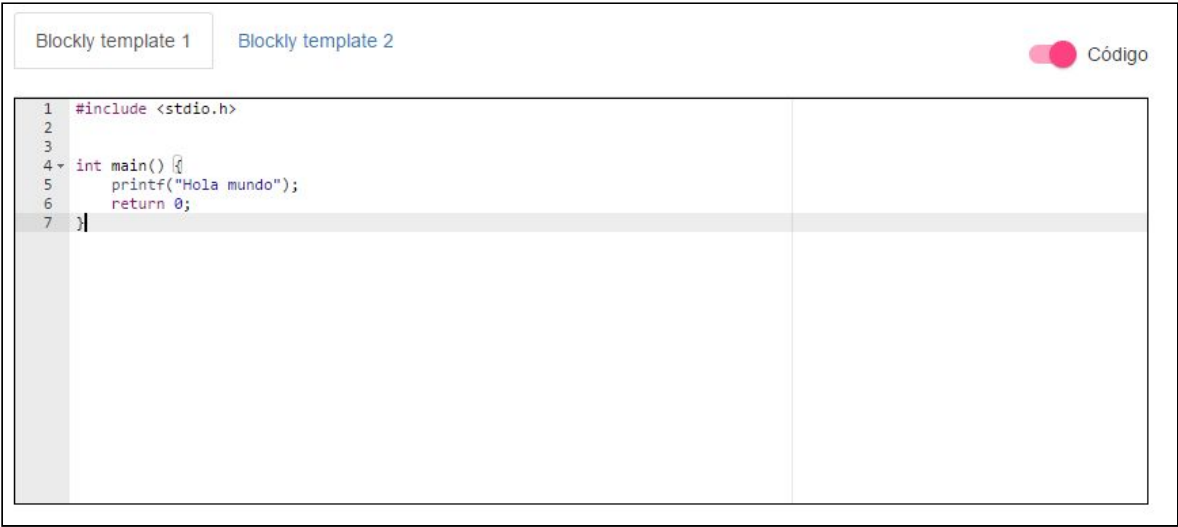 Blockly template 1 Blockly template 2 Código
1 #include <stdio.h>
2
3
4 int main() {
5     printf("Hola mundo");
6     return 0;
7 }